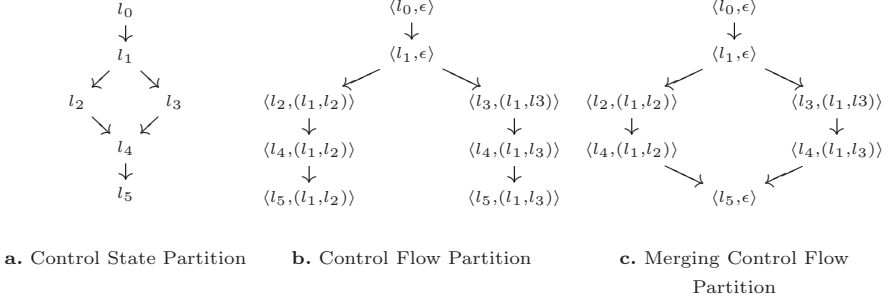 l0 ⟨l0,ϵ⟩ ⟨l0,ϵ⟩
l1 ⟨l1,ϵ⟩ ⟨l1,ϵ⟩
l2 l3 ⟨l2,(l1,l2)⟩ ⟨l3,(l1,l3)⟩ ⟨l2,(l1,l2)⟩ ⟨l3,(l1,l3)⟩
l4 ⟨l4,(l1,l2)⟩ ⟨l4,(l1,l3)⟩ ⟨l4,(l1,l2)⟩ ⟨l4,(l1,l3)⟩
l5 ⟨l5,(l1,l2)⟩ ⟨l5,(l1,l3)⟩ ⟨l5,ϵ⟩
a. Control State Partition b. Control Flow Partition c. Merging Control Flow
Partition